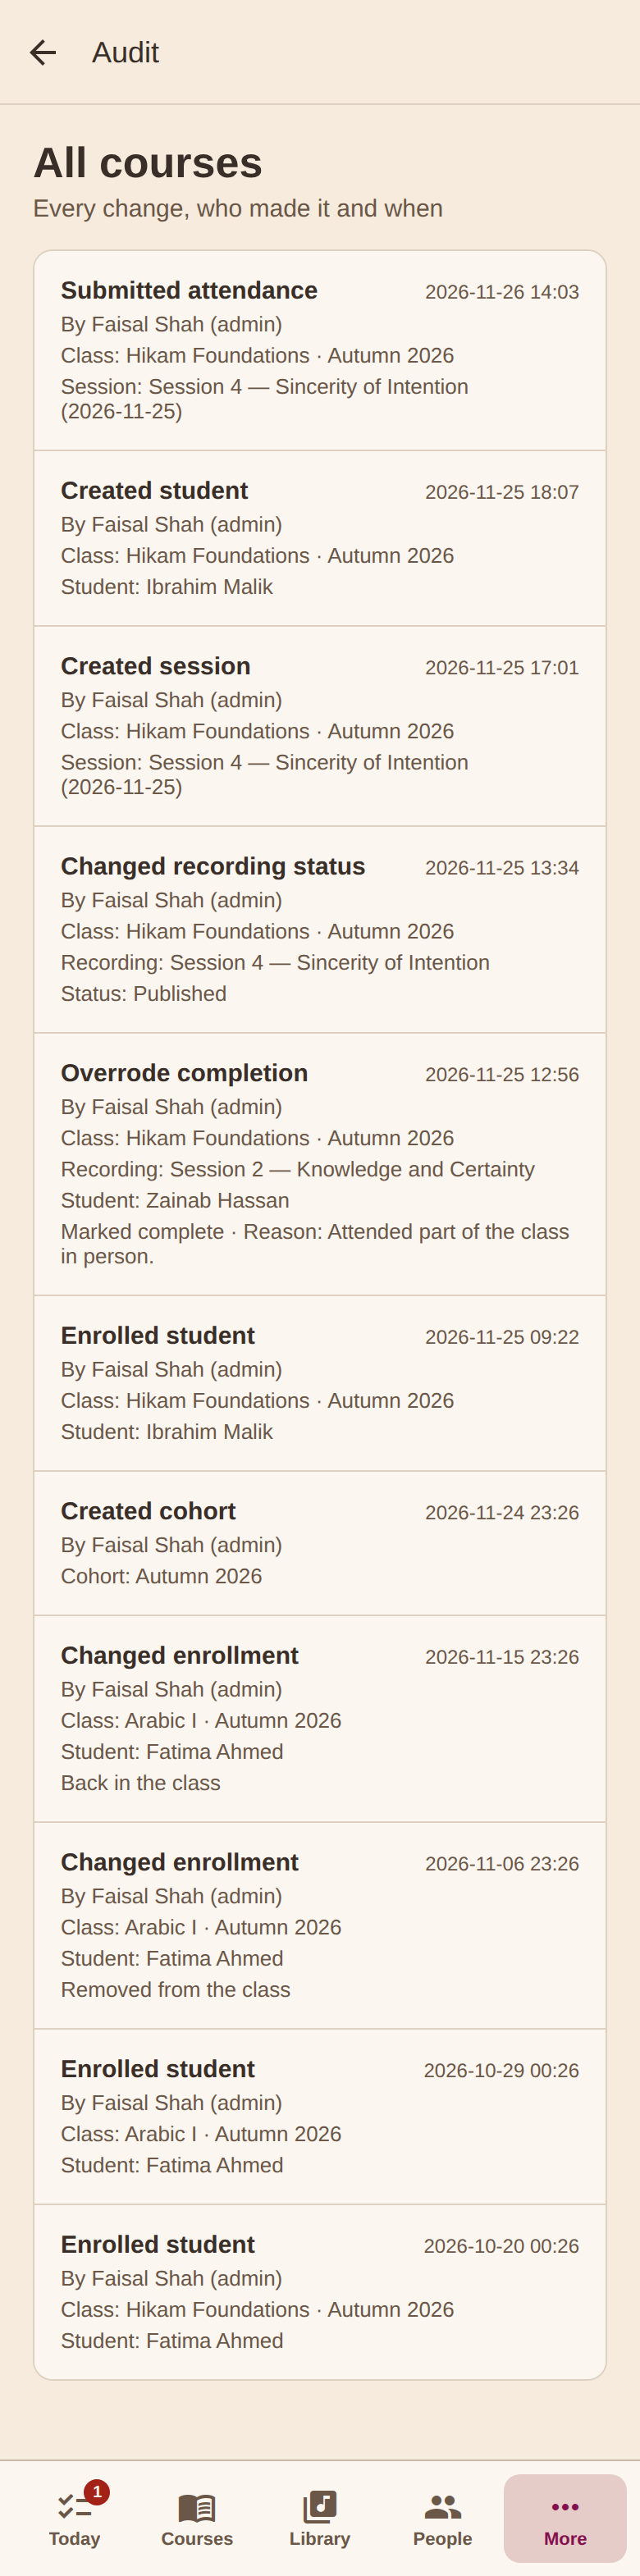 Audit
All courses
Every change, who made it and when
Submitted attendance 2026-11-26 14:03
By Faisal Shah (admin)
Class: Hikam Foundations · Autumn 2026
Session: Session 4 — Sincerity of Intention
(2026-11-25)
Created student 2026-11-25 18:07
By Faisal Shah (admin)
Class: Hikam Foundations · Autumn 2026
Student: Ibrahim Malik
Created session 2026-11-25 17:01
By Faisal Shah (admin)
Class: Hikam Foundations · Autumn 2026
Session: Session 4 — Sincerity of Intention
(2026-11-25)
Changed recording status 2026-11-25 13:34
By Faisal Shah (admin)
Class: Hikam Foundations · Autumn 2026
Recording: Session 4 — Sincerity of Intention
Status: Published
Overrode completion 2026-11-25 12:56
By Faisal Shah (admin)
Class: Hikam Foundations · Autumn 2026
Recording: Session 2 — Knowledge and Certainty
Student: Zainab Hassan
Marked complete · Reason: Attended part of the class
in person.
Enrolled student 2026-11-25 09:22
By Faisal Shah (admin)
Class: Hikam Foundations · Autumn 2026
Student: Ibrahim Malik
Created cohort 2026-11-24 23:26
By Faisal Shah (admin)
Cohort: Autumn 2026
Changed enrollment 2026-11-15 23:26
By Faisal Shah (admin)
Class: Arabic I · Autumn 2026
Student: Fatima Ahmed
Back in the class
Changed enrollment 2026-11-06 23:26
By Faisal Shah (admin)
Class: Arabic I · Autumn 2026
Student: Fatima Ahmed
Removed from the class
Enrolled student 2026-10-29 00:26
By Faisal Shah (admin)
Class: Arabic I · Autumn 2026
Student: Fatima Ahmed
Enrolled student 2026-10-20 00:26
By Faisal Shah (admin)
Class: Hikam Foundations · Autumn 2026
Student: Fatima Ahmed
1
Today Courses Library People More